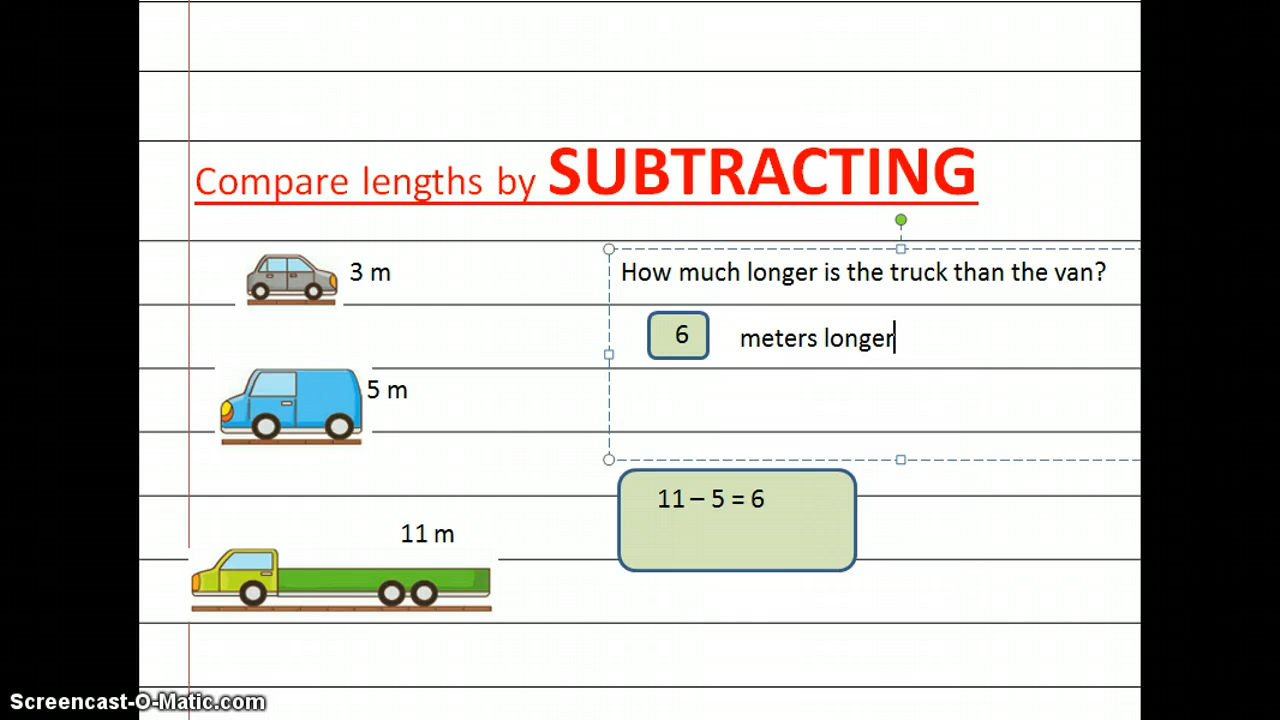 Compare lengths by SUBTRACTING
3 m
How much longer is the truck than the van?
6 meters longer
5 m
11 – 5 = 6
11 m
Screencast-O-Matic.com